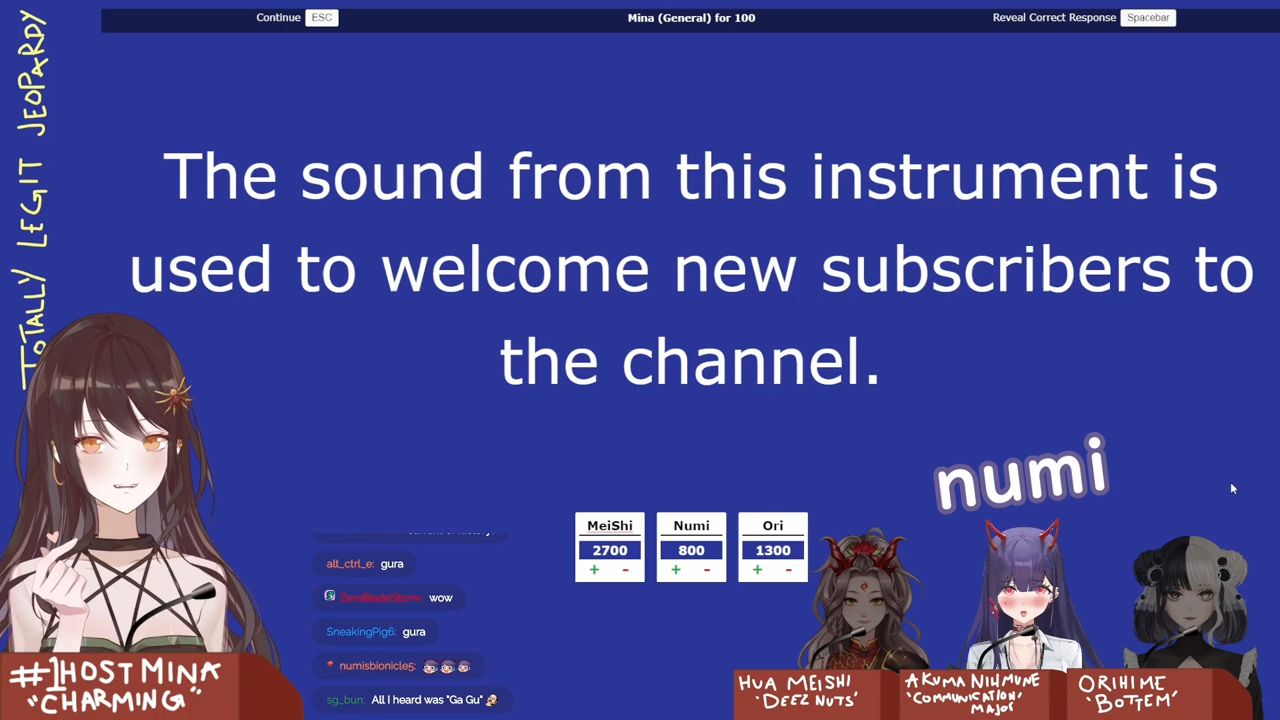 Continue ESC
Mina (General) for 100
Reveal Correct Response Spacebar
TOTALLY LEGIT JEOPARDY
The sound from this instrument is
used to welcome new subscribers to
the channel.
numi
MeiShi
2700
+ -
Numi
800
+ -
Ori
1300
+ -
alt_ctrl_e: gura
ZeroBladeStorm: wow
SneakingPig6: gura
numisbionicle5:
sg_bun: All I heard was "Ga Gu"
#1HOST MINA
"CHARMING"
HUA MEISHI
'DEEZ NUTS'
AKUMA NIHMUNE
"COMMUNICATION"
MAJOR
ORIHIME
'BOTTEM'